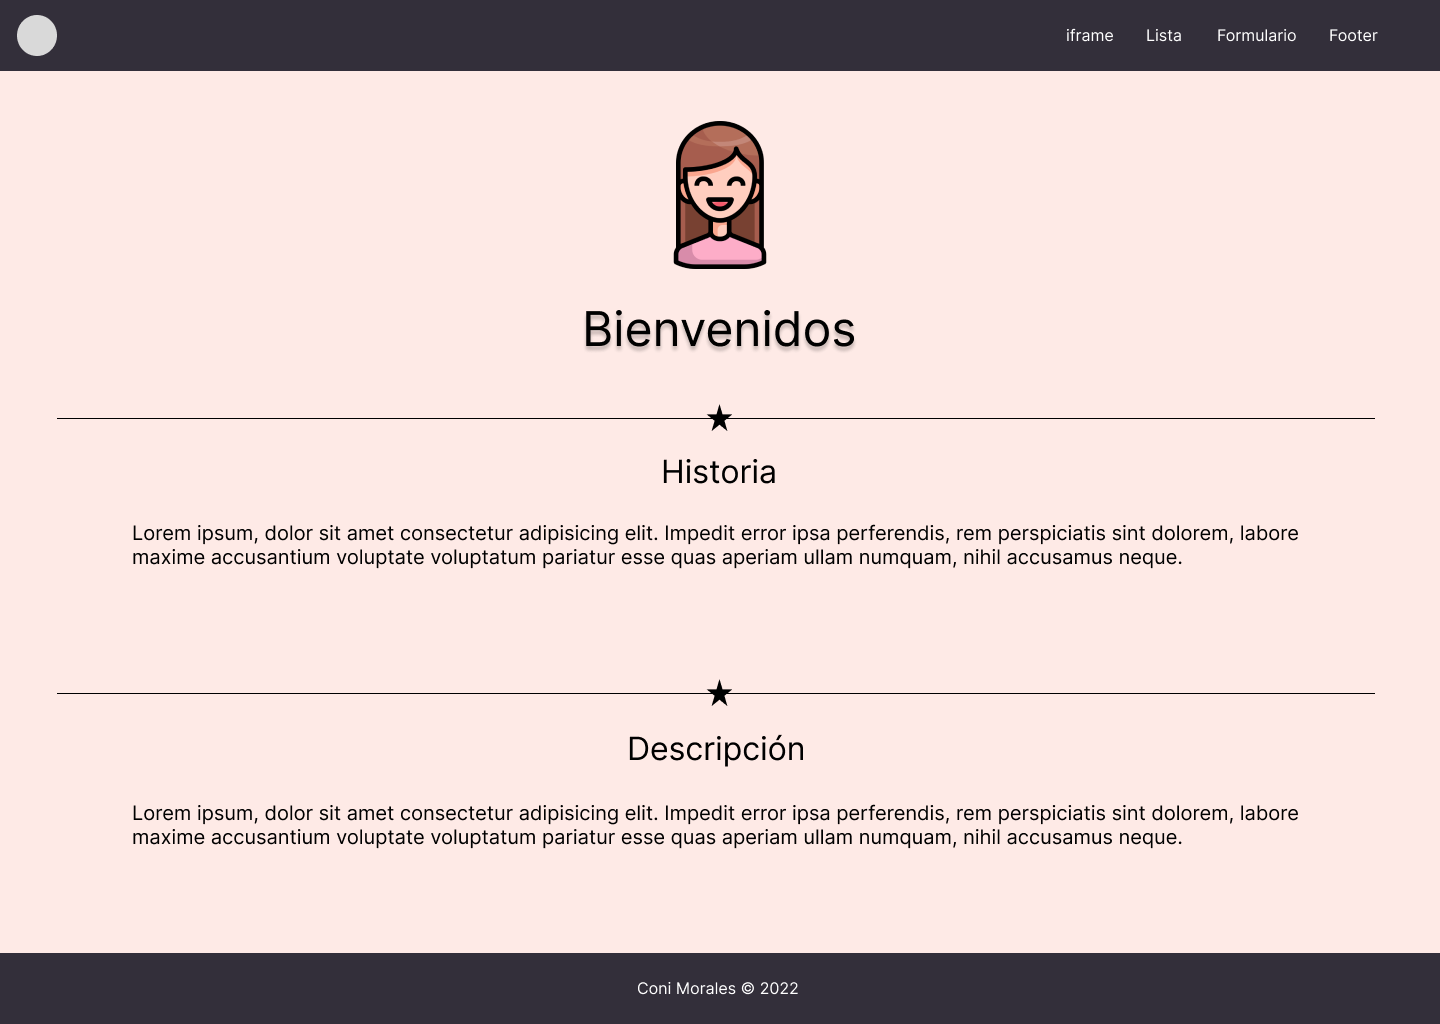 iframe Lista Formulario Footer
Bienvenidos
Historia
Lorem ipsum, dolor sit amet consectetur adipisicing elit. Impedit error ipsa perferendis, rem perspiciatis sint dolorem, labore
maxime accusantium voluptate voluptatum pariatur esse quas aperiam ullam numquam, nihil accusamus neque.
Descripción
Lorem ipsum, dolor sit amet consectetur adipisicing elit. Impedit error ipsa perferendis, rem perspiciatis sint dolorem, labore
maxime accusantium voluptate voluptatum pariatur esse quas aperiam ullam numquam, nihil accusamus neque.
Coni Morales © 2022